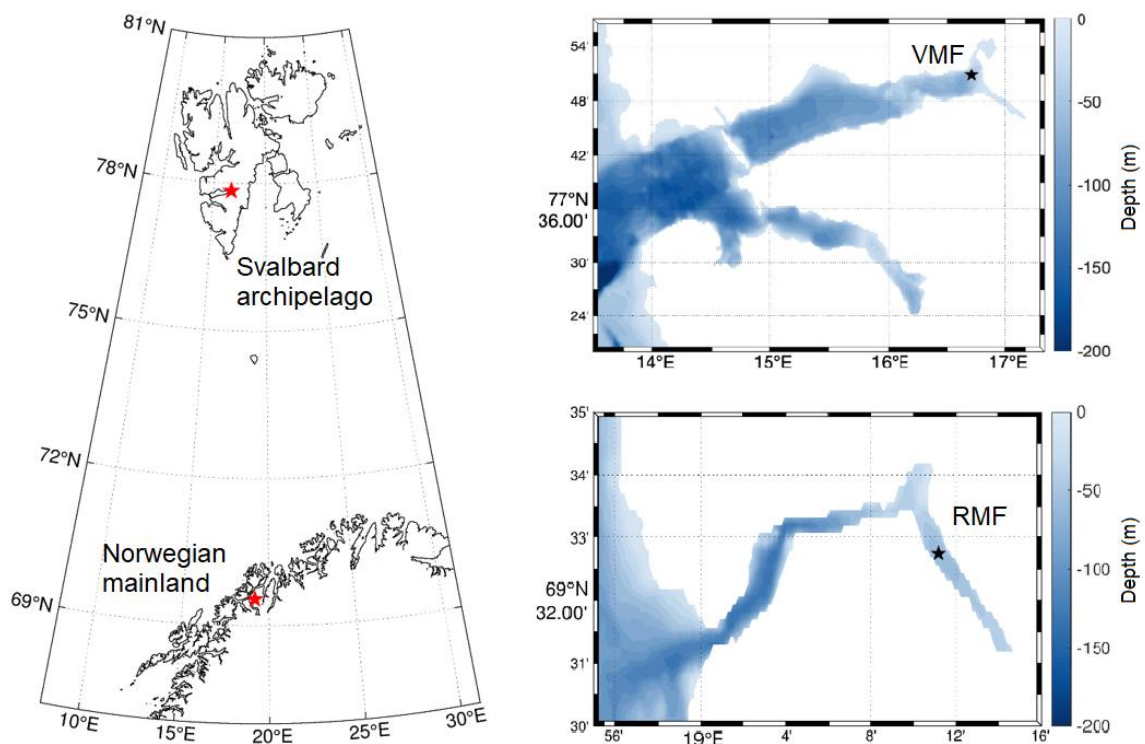 81°N
78°N
75°N
72°N
69°N
10°E
15°E
20°E
25°E
30°E
Svalbard
archipelago
Norwegian
mainland
54'
48'
42'
77°N
36.00'
30'
24'
14°E
15°E
16°E
17°E
VMF
0
-50
-100
-150
-200
Depth (m)
35'
34'
33'
69°N
32.00'
31'
30'
56'
19°E
4'
8'
12'
16'
RMF
0
-50
-100
-150
-200
Depth (m)